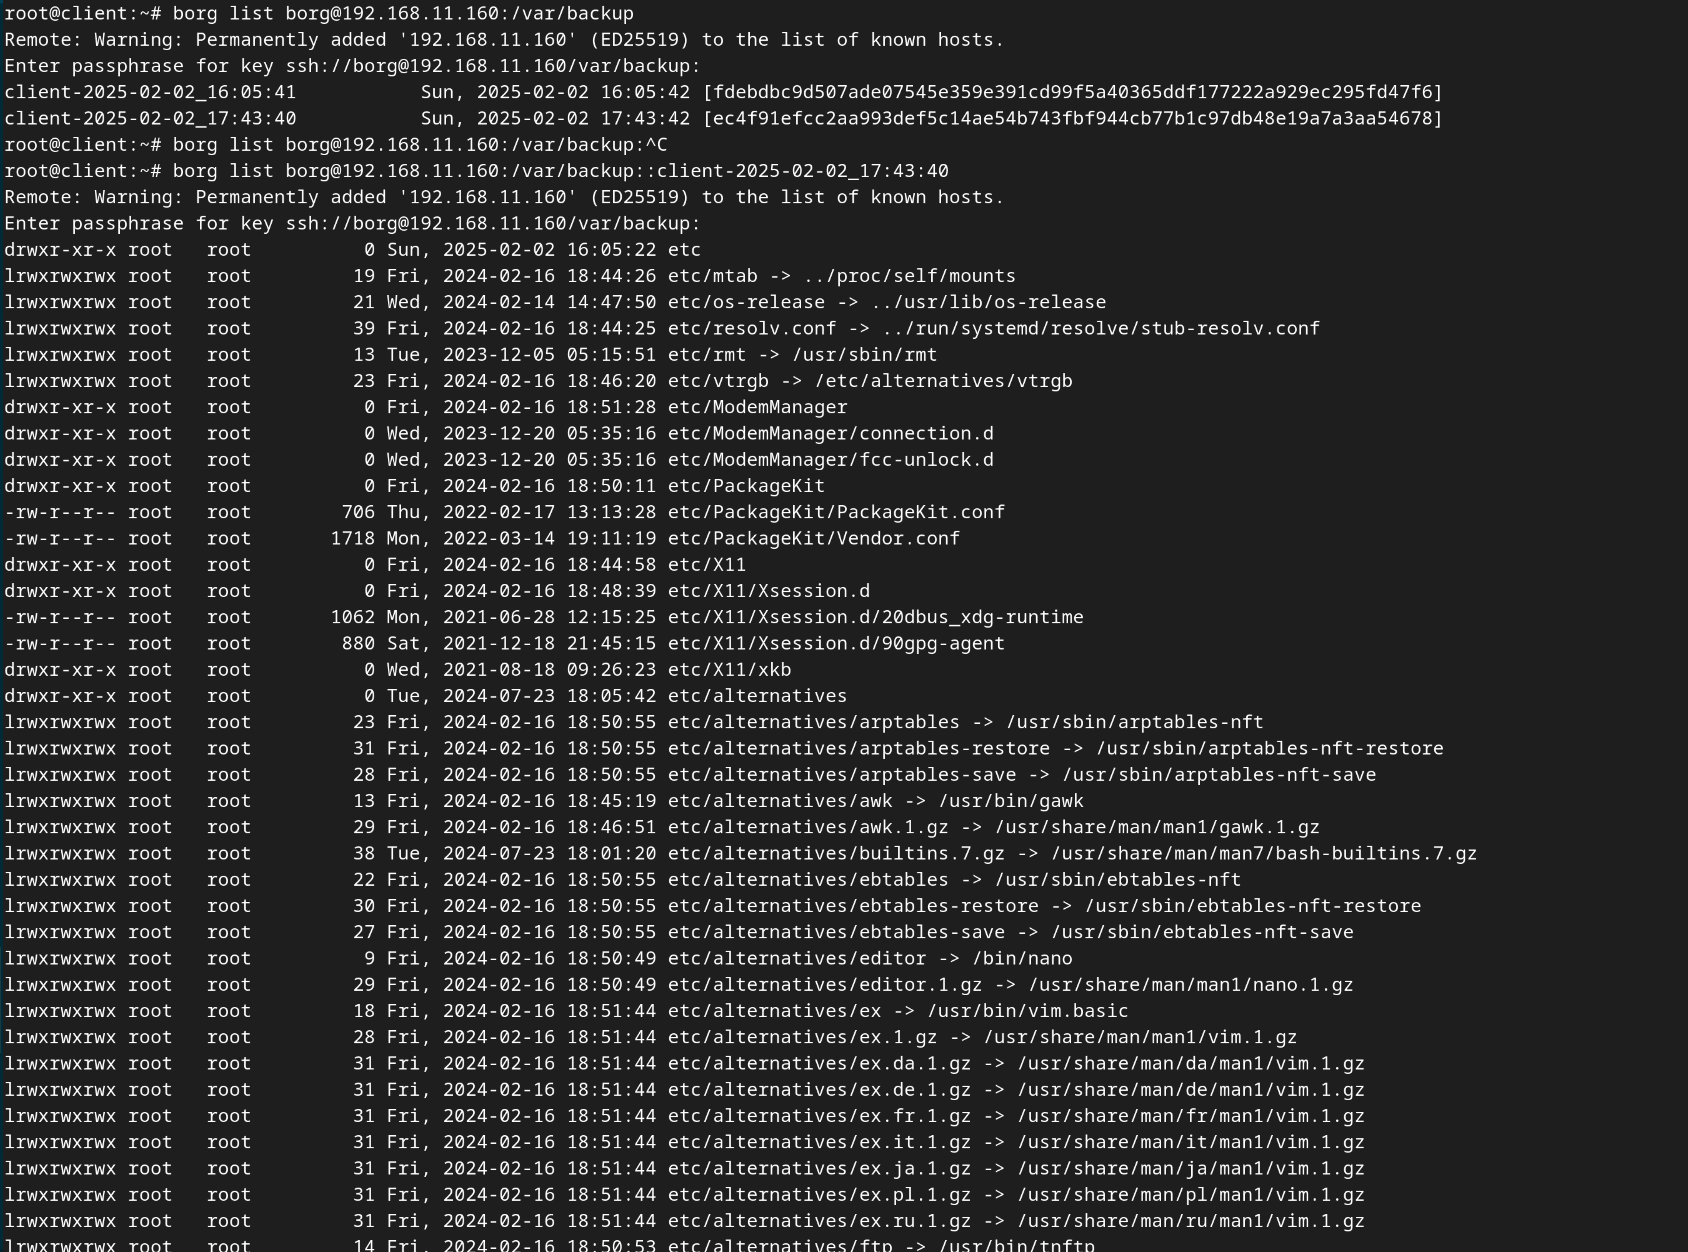 root@client:~# borg list borg@192.168.11.160:/var/backup
Remote: Warning: Permanently added '192.168.11.160' (ED25519) to the list of known hosts.
Enter passphrase for key ssh://borg@192.168.11.160/var/backup:
client-2025-02-02_16:05:41           Sun, 2025-02-02 16:05:42 [fdebdbc9d507ade07545e359e391cd99f5a40365ddf177222a929ec295fd47f6]
client-2025-02-02_17:43:40           Sun, 2025-02-02 17:43:42 [ec4f91efcc2aa993def5c14ae54b743fbf944cb77b1c97db48e19a7a3aa54678]
root@client:~# borg list borg@192.168.11.160:/var/backup:^C
root@client:~# borg list borg@192.168.11.160:/var/backup::client-2025-02-02_17:43:40
Remote: Warning: Permanently added '192.168.11.160' (ED25519) to the list of known hosts.
Enter passphrase for key ssh://borg@192.168.11.160/var/backup:
drwxr-xr-x root   root          0 Sun, 2025-02-02 16:05:22 etc
lrwxrwxrwx root   root         19 Fri, 2024-02-16 18:44:26 etc/mtab -> ../proc/self/mounts
lrwxrwxrwx root   root         21 Wed, 2024-02-14 14:47:50 etc/os-release -> ../usr/lib/os-release
lrwxrwxrwx root   root         39 Fri, 2024-02-16 18:44:25 etc/resolv.conf -> ../run/systemd/resolve/stub-resolv.conf
lrwxrwxrwx root   root         13 Tue, 2023-12-05 05:15:51 etc/rmt -> /usr/sbin/rmt
lrwxrwxrwx root   root         23 Fri, 2024-02-16 18:46:20 etc/vtrgb -> /etc/alternatives/vtrgb
drwxr-xr-x root   root          0 Fri, 2024-02-16 18:51:28 etc/ModemManager
drwxr-xr-x root   root          0 Wed, 2023-12-20 05:35:16 etc/ModemManager/connection.d
drwxr-xr-x root   root          0 Wed, 2023-12-20 05:35:16 etc/ModemManager/fcc-unlock.d
drwxr-xr-x root   root          0 Fri, 2024-02-16 18:50:11 etc/PackageKit
-rw-r--r-- root   root        706 Thu, 2022-02-17 13:13:28 etc/PackageKit/PackageKit.conf
-rw-r--r-- root   root       1718 Mon, 2022-03-14 19:11:19 etc/PackageKit/Vendor.conf
drwxr-xr-x root   root          0 Fri, 2024-02-16 18:44:58 etc/X11
drwxr-xr-x root   root          0 Fri, 2024-02-16 18:48:39 etc/X11/Xsession.d
-rw-r--r-- root   root       1062 Mon, 2021-06-28 12:15:25 etc/X11/Xsession.d/20dbus_xdg-runtime
-rw-r--r-- root   root        880 Sat, 2021-12-18 21:45:15 etc/X11/Xsession.d/90gpg-agent
drwxr-xr-x root   root          0 Wed, 2021-08-18 09:26:23 etc/X11/xkb
drwxr-xr-x root   root          0 Tue, 2024-07-23 18:05:42 etc/alternatives
lrwxrwxrwx root   root         23 Fri, 2024-02-16 18:50:55 etc/alternatives/arptables -> /usr/sbin/arptables-nft
lrwxrwxrwx root   root         31 Fri, 2024-02-16 18:50:55 etc/alternatives/arptables-restore -> /usr/sbin/arptables-nft-restore
lrwxrwxrwx root   root         28 Fri, 2024-02-16 18:50:55 etc/alternatives/arptables-save -> /usr/sbin/arptables-nft-save
lrwxrwxrwx root   root         13 Fri, 2024-02-16 18:45:19 etc/alternatives/awk -> /usr/bin/gawk
lrwxrwxrwx root   root         29 Fri, 2024-02-16 18:46:51 etc/alternatives/awk.1.gz -> /usr/share/man/man1/gawk.1.gz
lrwxrwxrwx root   root         38 Tue, 2024-07-23 18:01:20 etc/alternatives/builtins.7.gz -> /usr/share/man/man7/bash-builtins.7.gz
lrwxrwxrwx root   root         22 Fri, 2024-02-16 18:50:55 etc/alternatives/ebtables -> /usr/sbin/ebtables-nft
lrwxrwxrwx root   root         30 Fri, 2024-02-16 18:50:55 etc/alternatives/ebtables-restore -> /usr/sbin/ebtables-nft-restore
lrwxrwxrwx root   root         27 Fri, 2024-02-16 18:50:55 etc/alternatives/ebtables-save -> /usr/sbin/ebtables-nft-save
lrwxrwxrwx root   root          9 Fri, 2024-02-16 18:50:49 etc/alternatives/editor -> /bin/nano
lrwxrwxrwx root   root         29 Fri, 2024-02-16 18:50:49 etc/alternatives/editor.1.gz -> /usr/share/man/man1/nano.1.gz
lrwxrwxrwx root   root         18 Fri, 2024-02-16 18:51:44 etc/alternatives/ex -> /usr/bin/vim.basic
lrwxrwxrwx root   root         28 Fri, 2024-02-16 18:51:44 etc/alternatives/ex.1.gz -> /usr/share/man/man1/vim.1.gz
lrwxrwxrwx root   root         31 Fri, 2024-02-16 18:51:44 etc/alternatives/ex.da.1.gz -> /usr/share/man/da/man1/vim.1.gz
lrwxrwxrwx root   root         31 Fri, 2024-02-16 18:51:44 etc/alternatives/ex.de.1.gz -> /usr/share/man/de/man1/vim.1.gz
lrwxrwxrwx root   root         31 Fri, 2024-02-16 18:51:44 etc/alternatives/ex.fr.1.gz -> /usr/share/man/fr/man1/vim.1.gz
lrwxrwxrwx root   root         31 Fri, 2024-02-16 18:51:44 etc/alternatives/ex.it.1.gz -> /usr/share/man/it/man1/vim.1.gz
lrwxrwxrwx root   root         31 Fri, 2024-02-16 18:51:44 etc/alternatives/ex.ja.1.gz -> /usr/share/man/ja/man1/vim.1.gz
lrwxrwxrwx root   root         31 Fri, 2024-02-16 18:51:44 etc/alternatives/ex.pl.1.gz -> /usr/share/man/pl/man1/vim.1.gz
lrwxrwxrwx root   root         31 Fri, 2024-02-16 18:51:44 etc/alternatives/ex.ru.1.gz -> /usr/share/man/ru/man1/vim.1.gz
lrwxrwxrwx root   root         14 Fri, 2024-02-16 18:50:53 etc/alternatives/ftp -> /usr/bin/tnftp